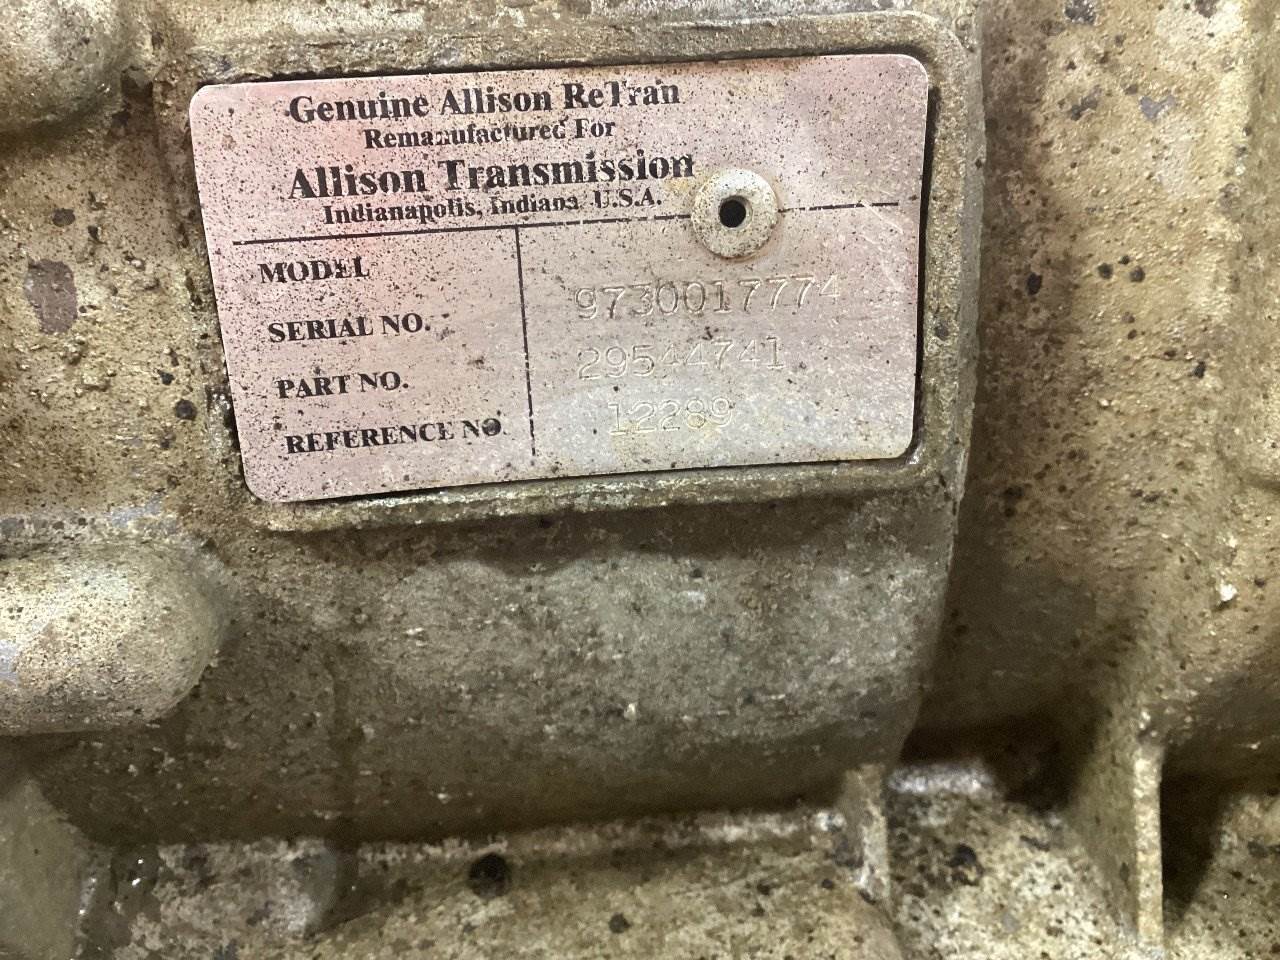 Genuine Allison ReTran
Remanufactured For
Allison Transmission
Indianapolis, Indiana U.S.A.
MODEL
SERIAL NO. 9730017774
PART NO. 29544741
REFERENCE NO. 12289